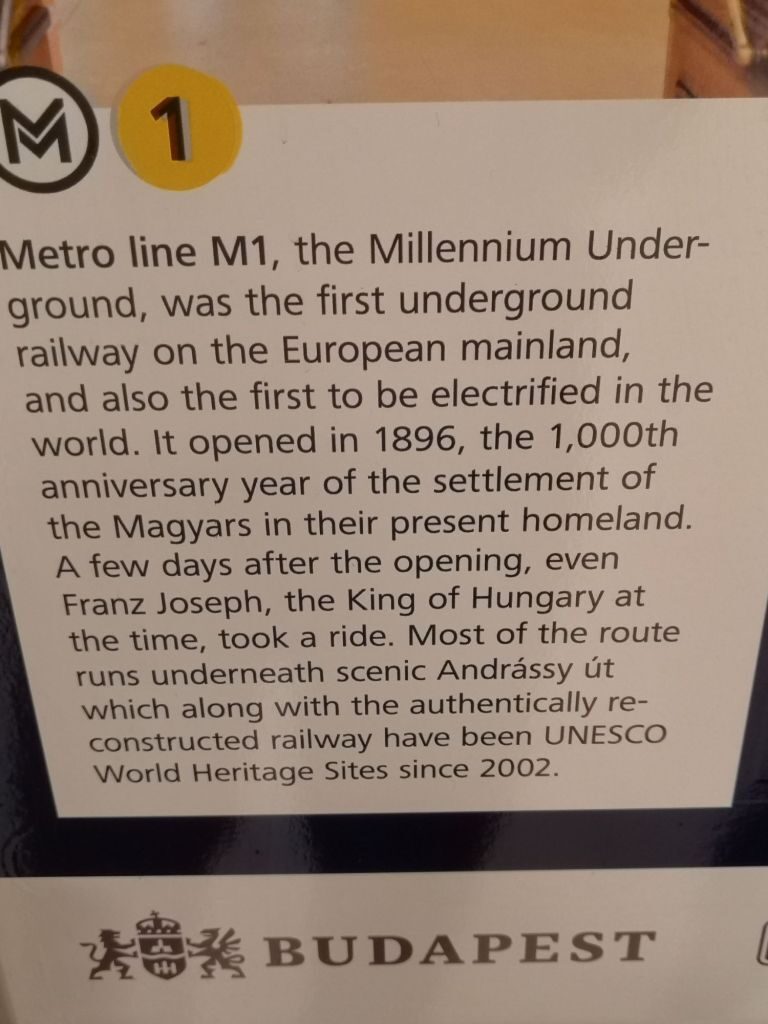 M 1
Metro line M1, the Millennium Under-
ground, was the first underground
railway on the European mainland,
and also the first to be electrified in the
world. It opened in 1896, the 1,000th
anniversary year of the settlement of
the Magyars in their present homeland.
A few days after the opening, even
Franz Joseph, the King of Hungary at
the time, took a ride. Most of the route
runs underneath scenic Andrássy út
which along with the authentically re-
constructed railway have been UNESCO
World Heritage Sites since 2002.
BUDAPEST